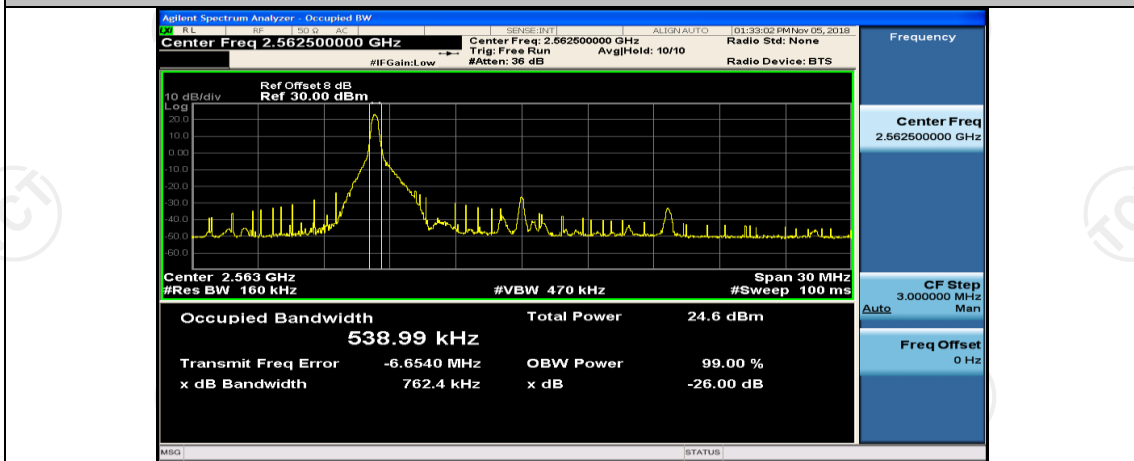 Agilent Spectrum Analyzer - Occupied BW
LXI RL RF 50 Ω AC SENSE:INT ALIGN AUTO 01:33:02 PM Nov 05, 2018
Center Freq 2.562500000 GHz Center Freq: 2.562500000 GHz Radio Std: None Frequency
Trig: Free Run Avg|Hold: 10/10
#IFGain:Low #Atten: 36 dB Radio Device: BTS
Ref Offset 8 dB
10 dB/div Ref 30.00 dBm
Log
20.0
10.0
0.00
-10.0
-20.0
-30.0
-40.0
-50.0
-60.0
Center Freq
2.562500000 GHz
Center 2.563 GHz Span 30 MHz
#Res BW 160 kHz #VBW 470 kHz #Sweep 100 ms
CF Step
3.000000 MHz
Auto Man
Occupied Bandwidth Total Power 24.6 dBm
538.99 kHz
Transmit Freq Error -6.6540 MHz OBW Power 99.00 %
x dB Bandwidth 762.4 kHz x dB -26.00 dB
Freq Offset
0 Hz
MSG STATUS
TCT